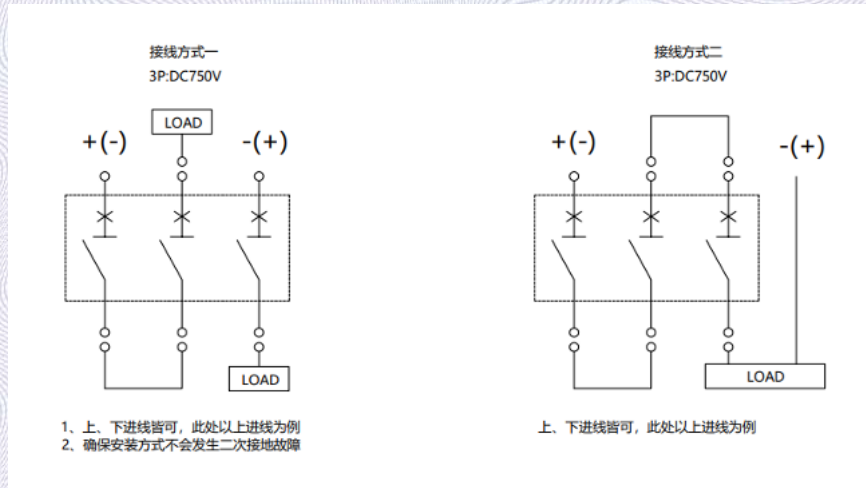 接线方式一
3P:DC750V
LOAD
+(-)
-(+)
LOAD
1、上、下进线皆可，此处以上进线为例
2、确保安装方式不会发生二次接地故障
接线方式二
3P:DC750V
+(-)
-(+)
LOAD
上、下进线皆可，此处以上进线为例